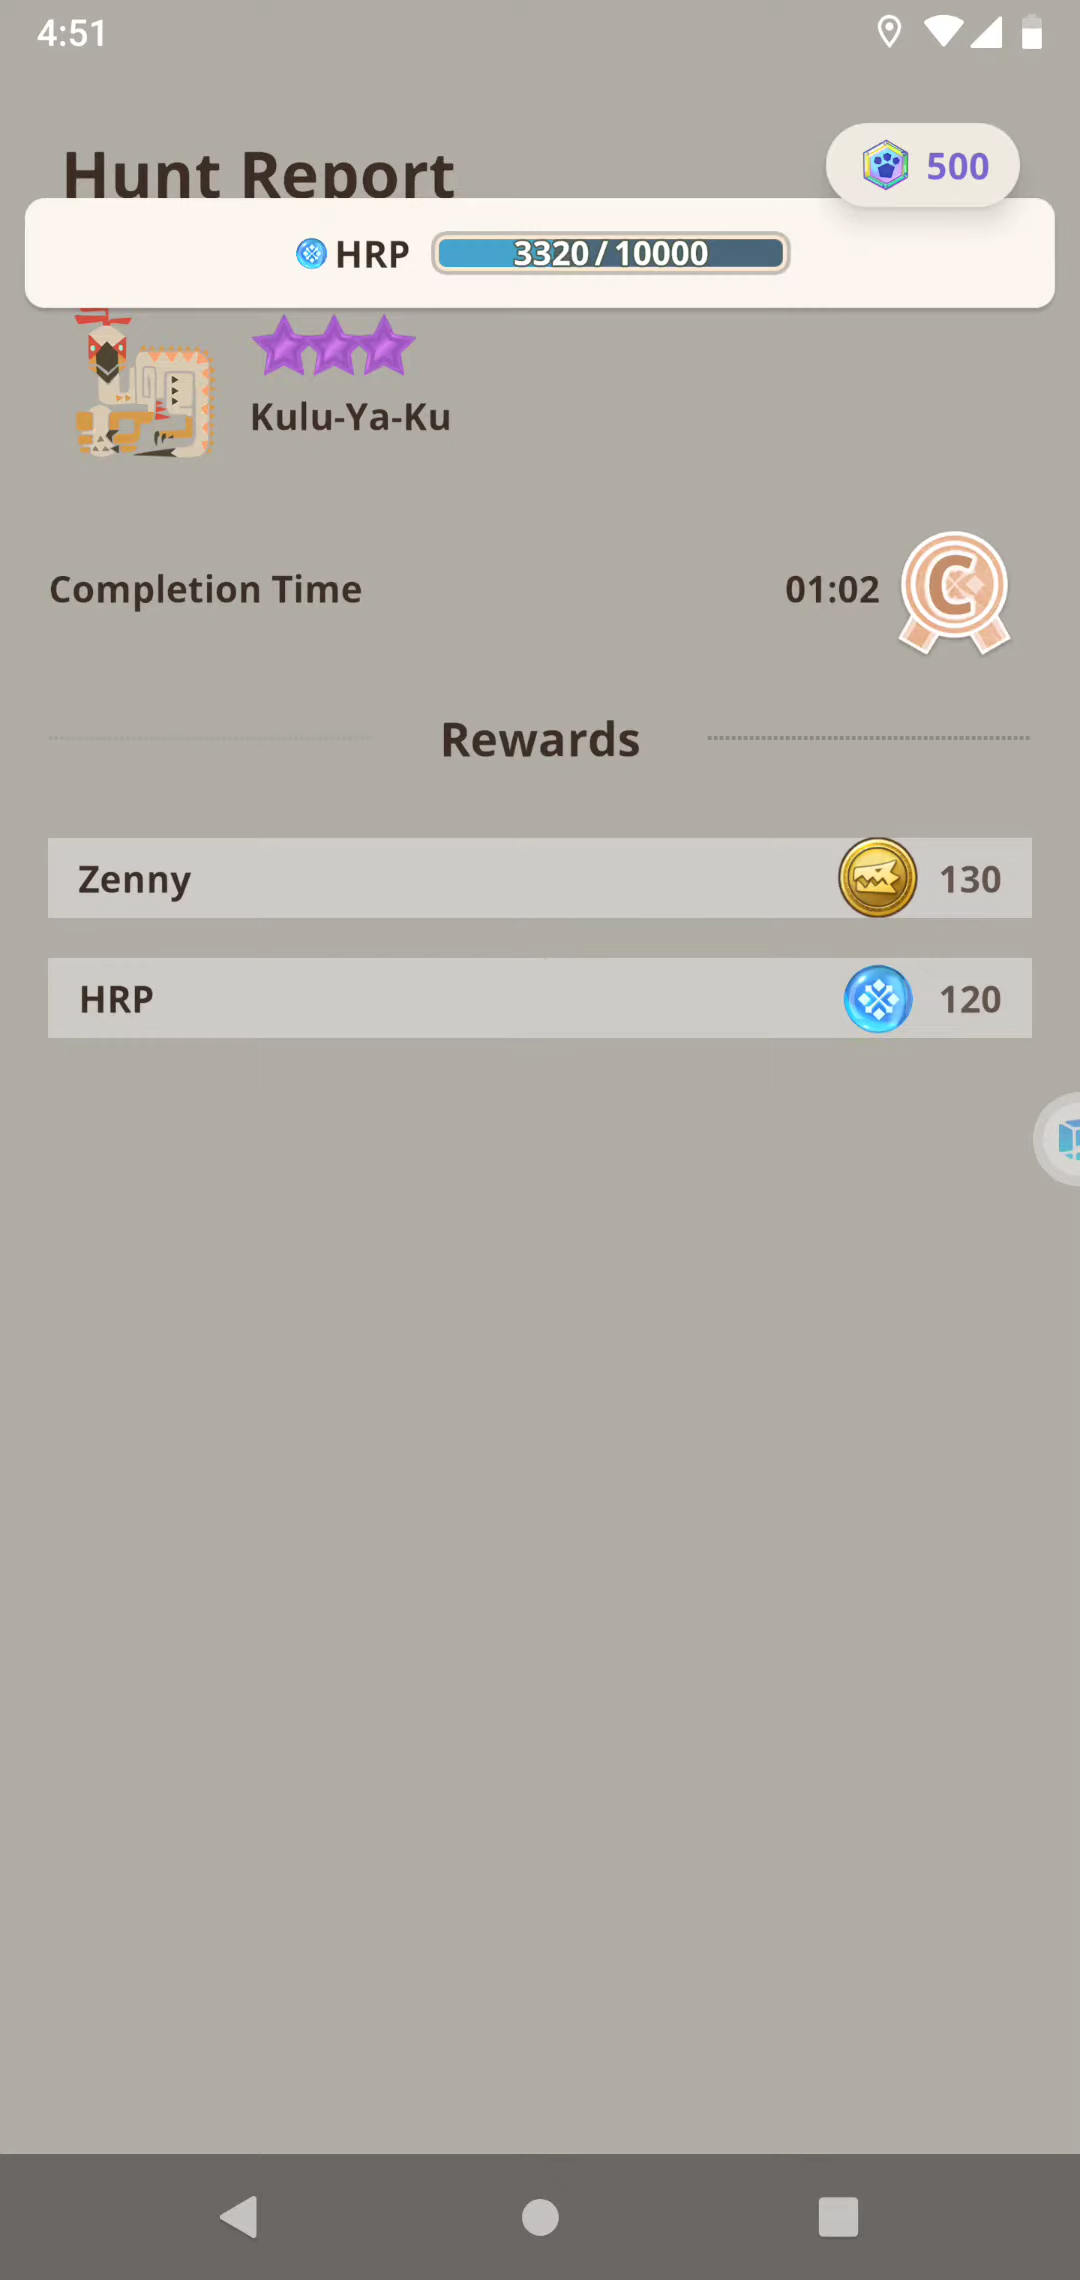 4:51
Hunt Report
500
HRP 3320/10000
Kulu-Ya-Ku
Completion Time 01:02 C
Rewards
Zenny 130
HRP 120